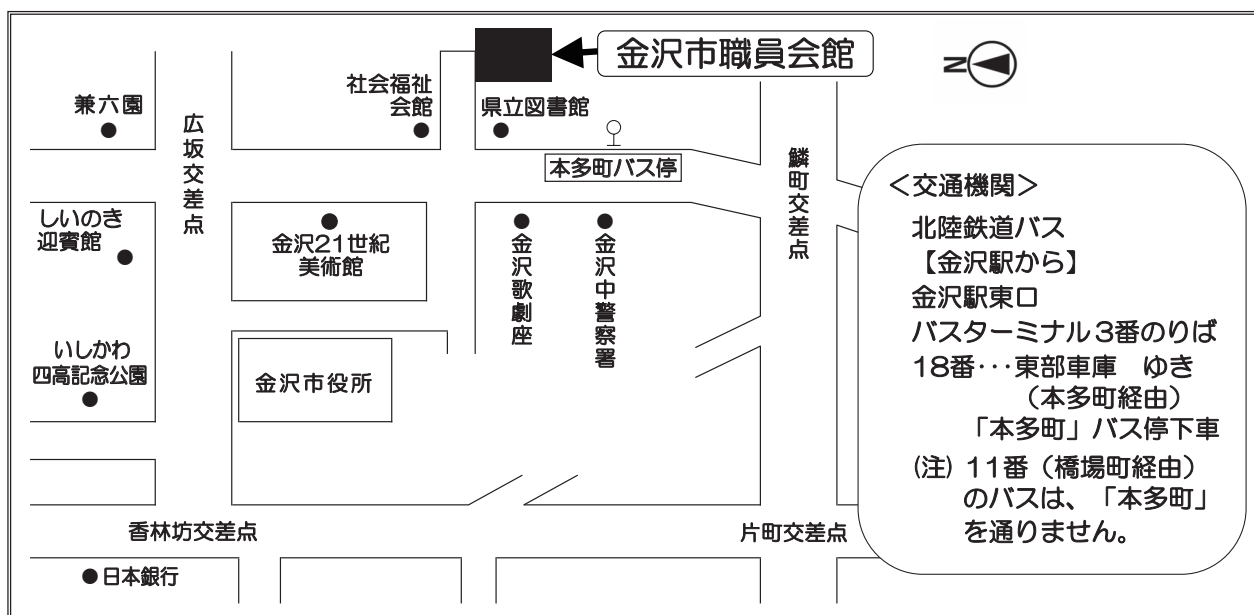 金沢市職員会館
N
社会福祉
会館
県立図書館
兼六園
広坂交差点
本多町バス停
鱗町交差点
しいのき
迎賓館
金沢21世紀
美術館
金沢歌劇座
金沢中警察署
いしかわ
四高記念公園
金沢市役所
香林坊交差点
片町交差点
日本銀行
＜交通機関＞
北陸鉄道バス
【金沢駅から】
金沢駅東口
バスターミナル3番のりば
18番･･･東部車庫　ゆき
（本多町経由）
「本多町」バス停下車
(注) 11番（橋場町経由）
のバスは、「本多町」
を通りません。